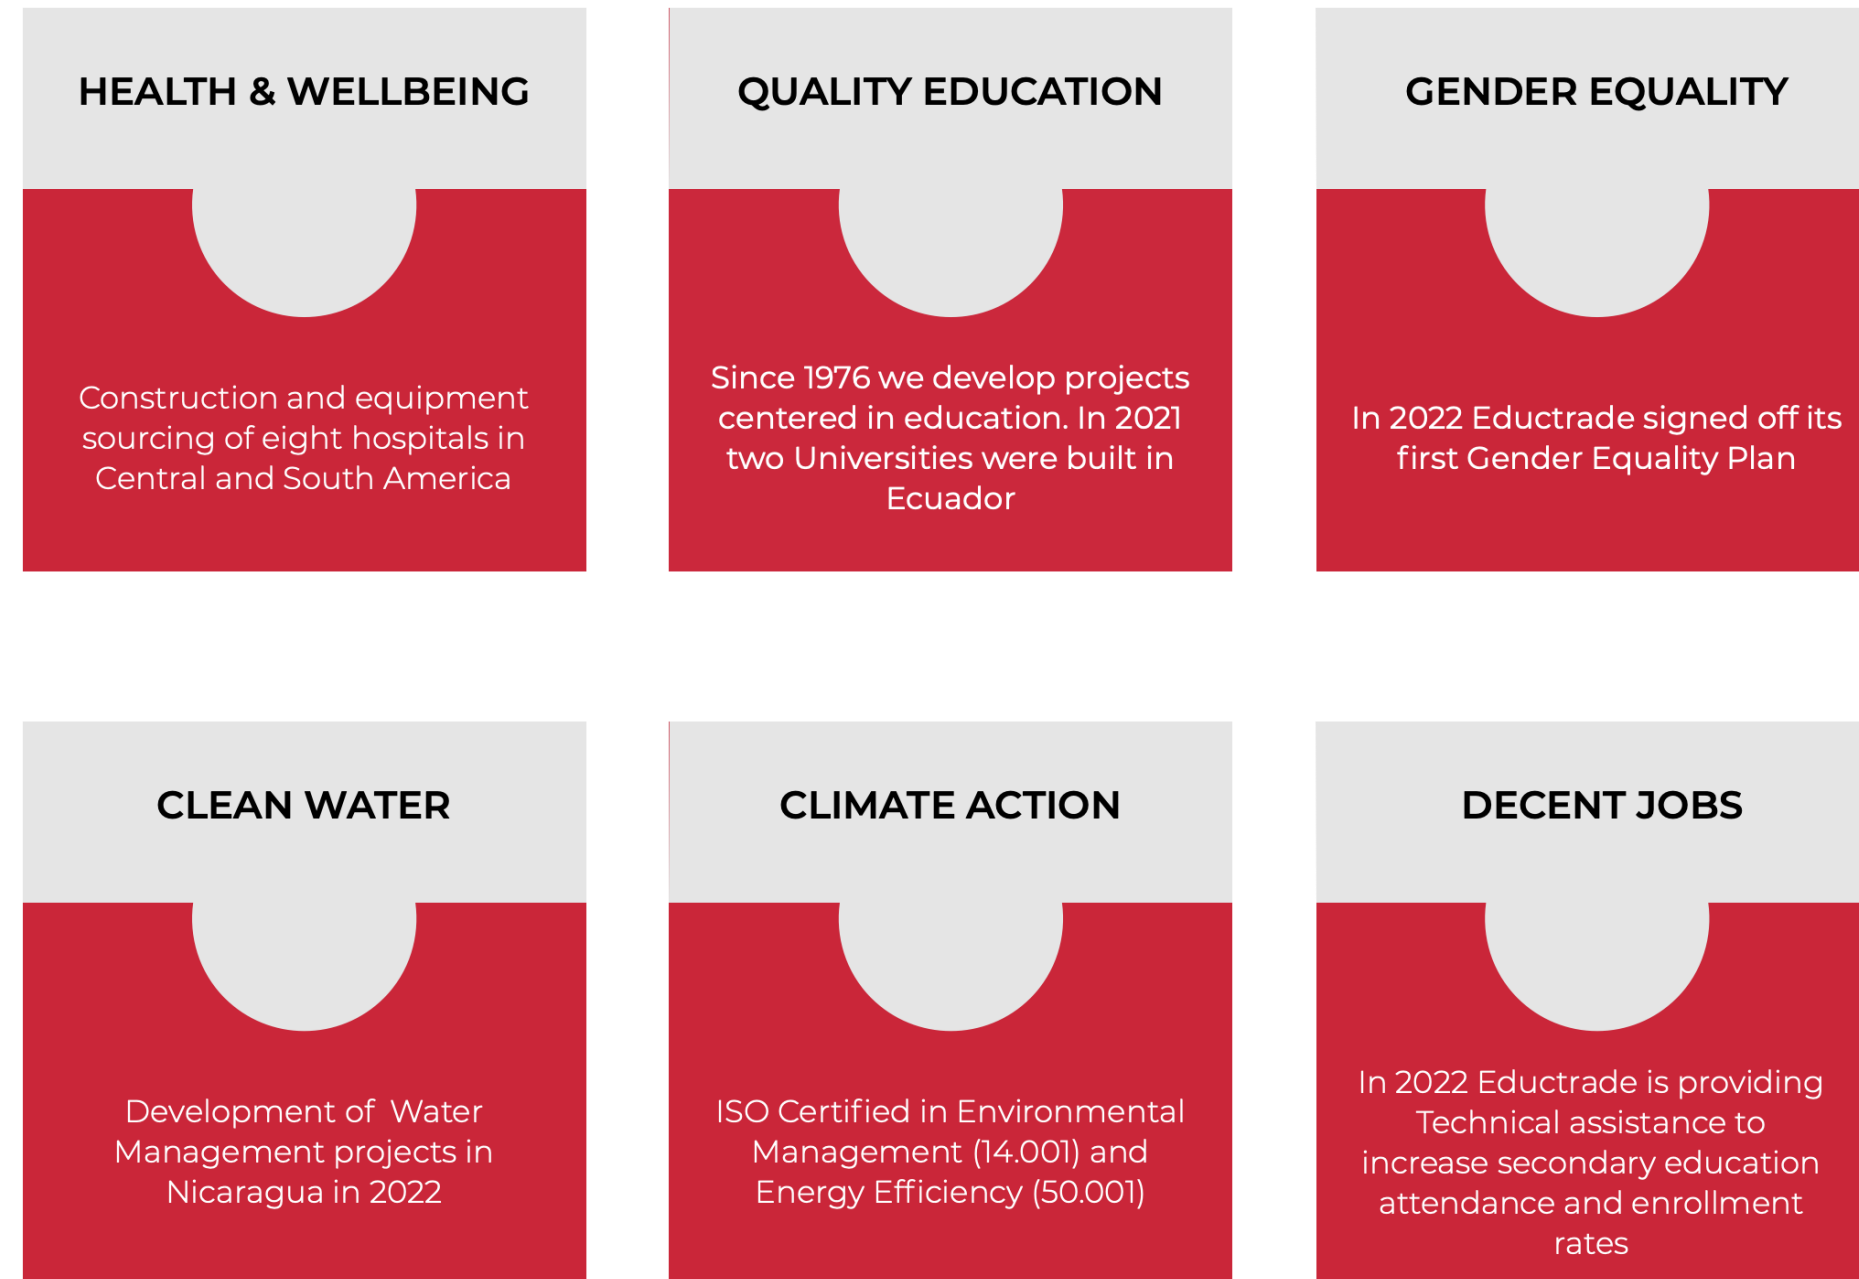 HEALTH & WELLBEING
Construction and equipment
sourcing of eight hospitals in
Central and South America
QUALITY EDUCATION
Since 1976 we develop projects
centered in education. In 2021
two Universities were built in
Ecuador
GENDER EQUALITY
In 2022 Eductrade signed off its
first Gender Equality Plan
CLEAN WATER
Development of  Water
Management projects in
Nicaragua in 2022
CLIMATE ACTION
ISO Certified in Environmental
Management (14.001) and
Energy Efficiency (50.001)
DECENT JOBS
In 2022 Eductrade is providing
Technical assistance to
increase secondary education
attendance and enrollment
rates